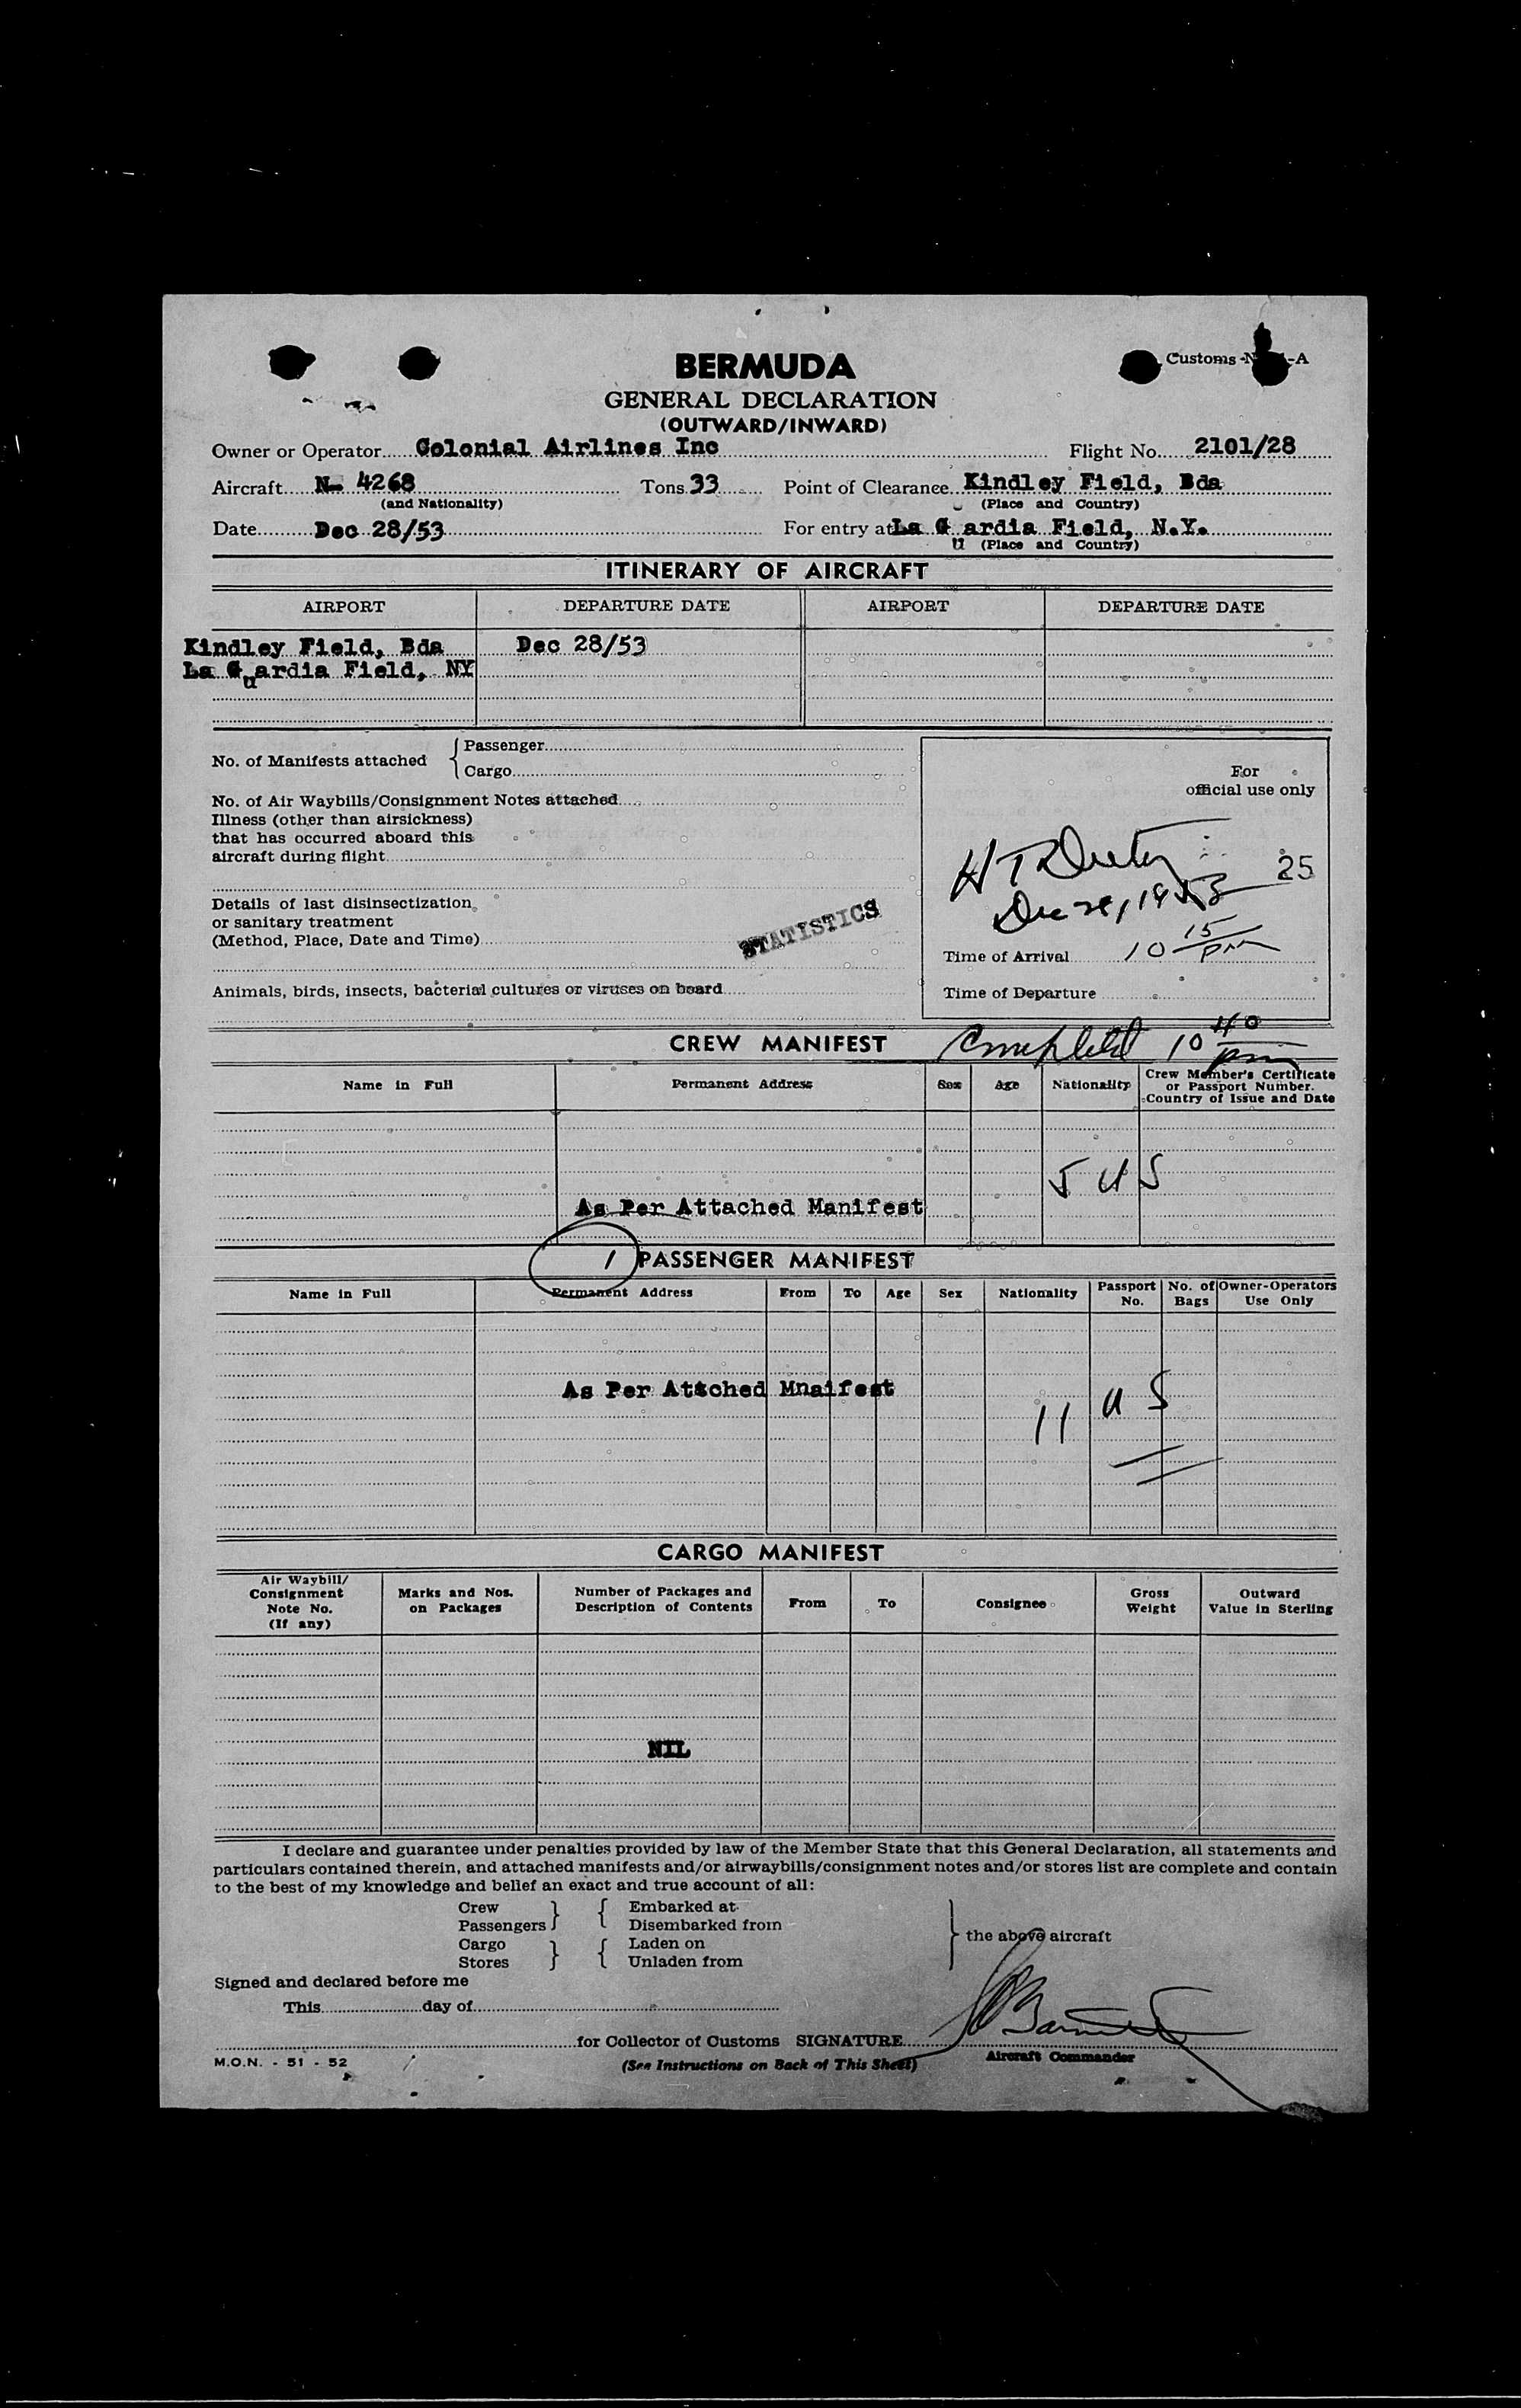 BERMUDA
Customs -N -A
GENERAL DECLARATION
(OUTWARD/INWARD)
Owner or Operator Colonial Airlines Inc Flight No. 2101/28
Aircraft N- 4268 Tons 33 Point of Clearance Kindley Field, Bda
(and Nationality) (Place and Country)
Date Dec 28/53 For entry at La Guardia Field, N.Y.
(Place and Country)
ITINERARY OF AIRCRAFT
AIRPORT DEPARTURE DATE AIRPORT DEPARTURE DATE
Kindley Field, Bda Dec 28/53
La Guardia Field, NY
No. of Manifests attached { Passenger
Cargo
For
official use only
No. of Air Waybills/Consignment Notes attached
Illness (other than airsickness)
that has occurred aboard this
aircraft during flight
25
Dec 28, 1953
Details of last disinsectization
or sanitary treatment
(Method, Place, Date and Time)
STATISTICS
Time of Arrival 10 15 pm
Animals, birds, insects, bacterial cultures or viruses on board
Time of Departure
CREW MANIFEST Completed 10 40 pm
Name in Full Permanent Address Sex Age Nationality Crew Member's Certificate
or Passport Number.
Country of Issue and Date
5 US
As Per Attached Manifest
1 PASSENGER MANIFEST
Name in Full Permanent Address From To Age Sex Nationality Passport No. No. of Bags Owner-Operators Use Only
As Per Attched Mnaifest
11 US
CARGO MANIFEST
Air Waybill/ Consignment Note No. (If any) Marks and Nos. on Packages Number of Packages and Description of Contents From To Consignee Gross Weight Outward Value in Sterling
NIL
I declare and guarantee under penalties provided by law of the Member State that this General Declaration, all statements and
particulars contained therein, and attached manifests and/or airwaybills/consignment notes and/or stores list are complete and contain
to the best of my knowledge and belief an exact and true account of all:
Crew } { Embarked at
Passengers Disembarked from
Cargo } { Laden on
Stores Unladen from
} the above aircraft
Signed and declared before me
This day of
for Collector of Customs SIGNATURE
M.O.N. - 51 - 52 (See Instructions on Back of This Sheet) Aircraft Commander